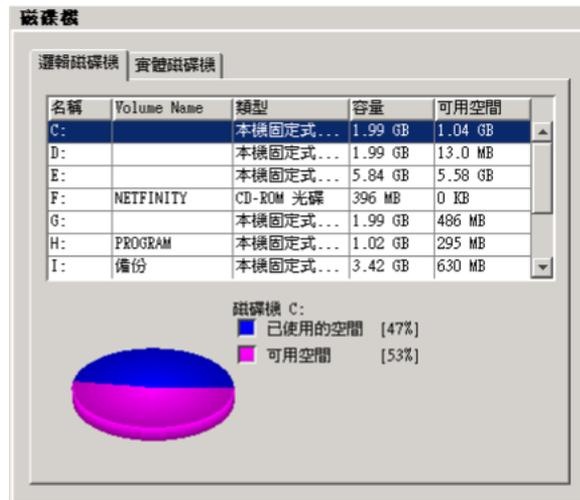 磁碟機
邏輯磁碟機 實體磁碟機
名稱 Volume Name 類型 容量 可用空間
C: 本機固定式... 1.99 GB 1.04 GB
D: 本機固定式... 1.99 GB 13.0 MB
E: 本機固定式... 5.84 GB 5.58 GB
F: NETFINITY CD-ROM 光碟 396 MB 0 KB
G: 本機固定式... 1.99 GB 486 MB
H: PROGRAM 本機固定式... 1.02 GB 295 MB
I: 備份 本機固定式... 3.42 GB 630 MB
磁碟機 C:
已使用的空間 [47%]
可用空間 [53%]